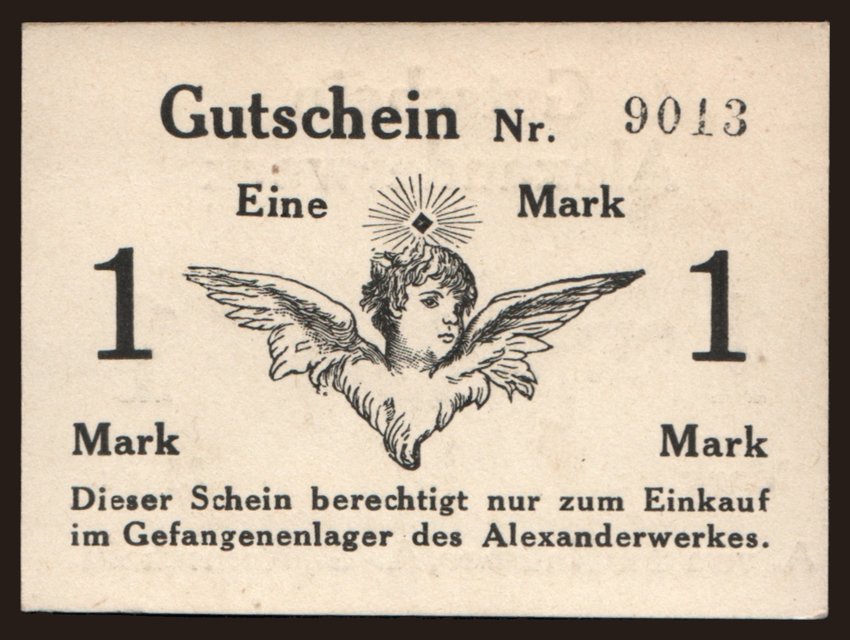 Gutschein Nr. 9013
Eine Mark
1 1
Mark Mark
Dieser Schein berechtigt nur zum Einkauf
im Gefangenenlager des Alexanderwerkes.